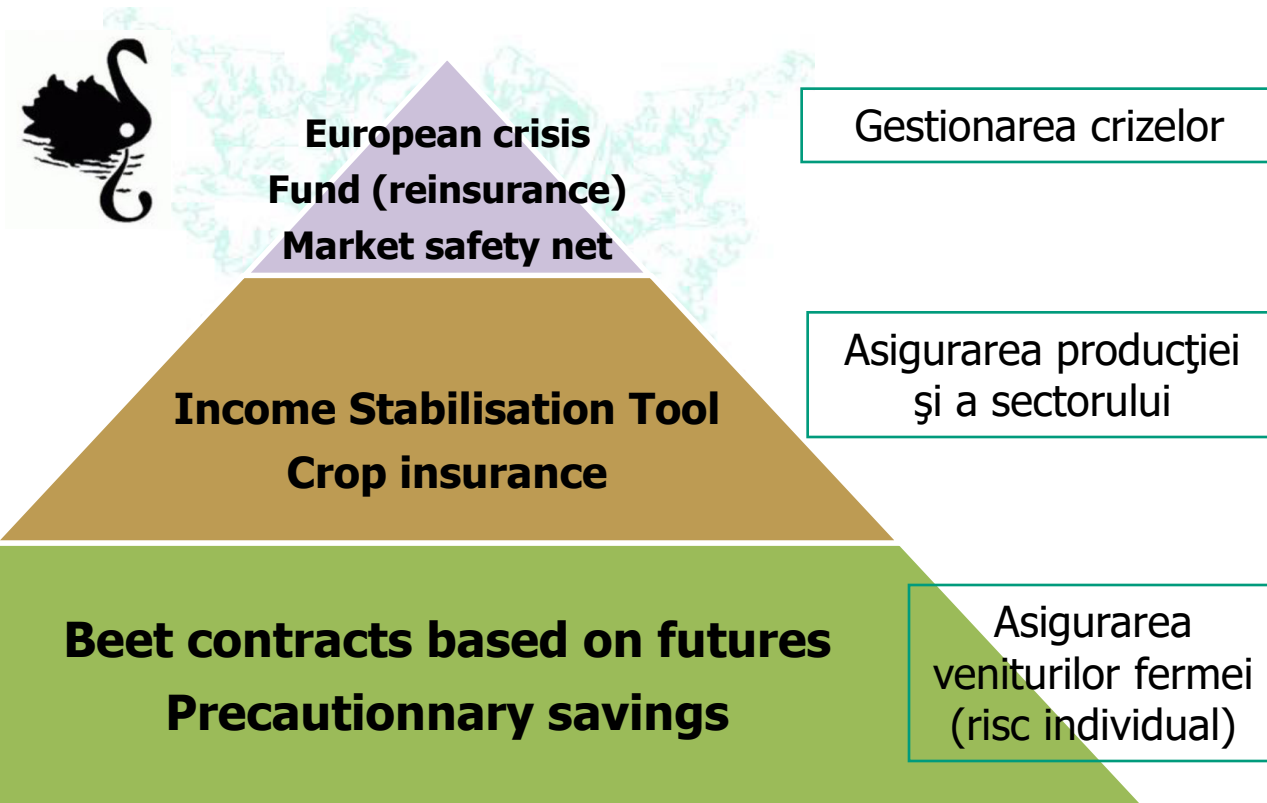 European crisis
Fund (reinsurance)
Market safety net
Gestionarea crizelor
Income Stabilisation Tool
Crop insurance
Asigurarea producţiei
şi a sectorului
Beet contracts based on futures
Precautionnary savings
Asigurarea
veniturilor fermei
(risc individual)